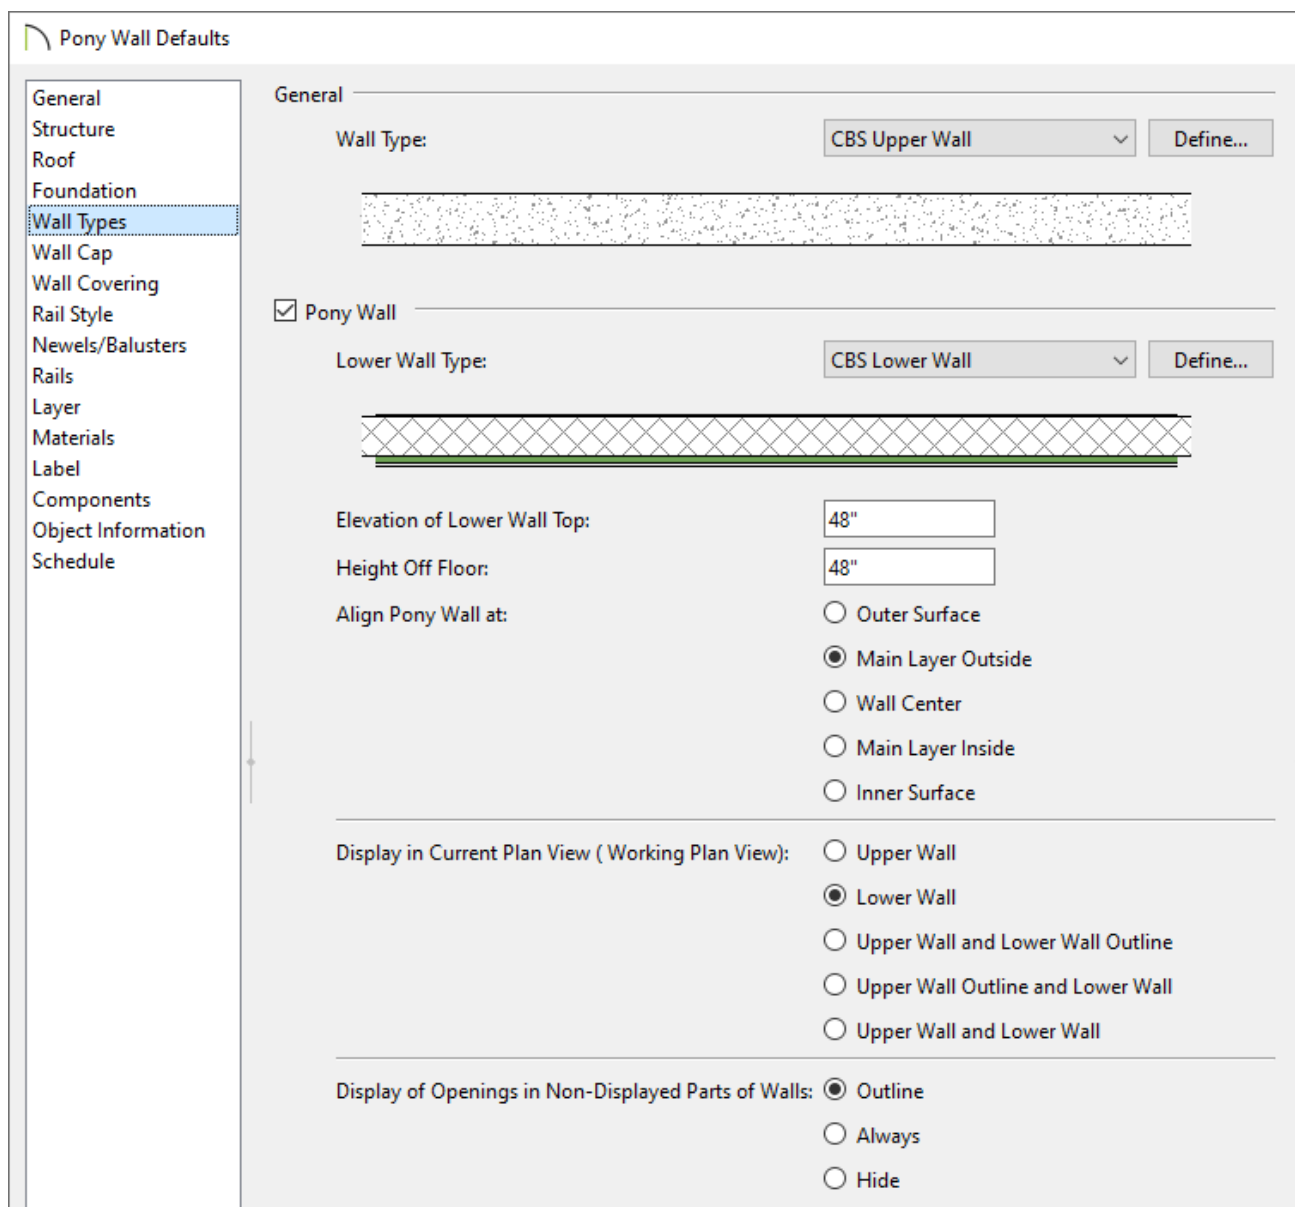 Pony Wall Defaults
General
Structure
Roof
Foundation
Wall Types
Wall Cap
Wall Covering
Rail Style
Newels/Balusters
Rails
Layer
Materials
Label
Components
Object Information
Schedule
General
Wall Type: CBS Upper Wall Define...
Pony Wall
Lower Wall Type: CBS Lower Wall Define...
Elevation of Lower Wall Top: 48"
Height Off Floor: 48"
Align Pony Wall at: Outer Surface
Main Layer Outside
Wall Center
Main Layer Inside
Inner Surface
Display in Current Plan View ( Working Plan View): Upper Wall
Lower Wall
Upper Wall and Lower Wall Outline
Upper Wall Outline and Lower Wall
Upper Wall and Lower Wall
Display of Openings in Non-Displayed Parts of Walls: Outline
Always
Hide